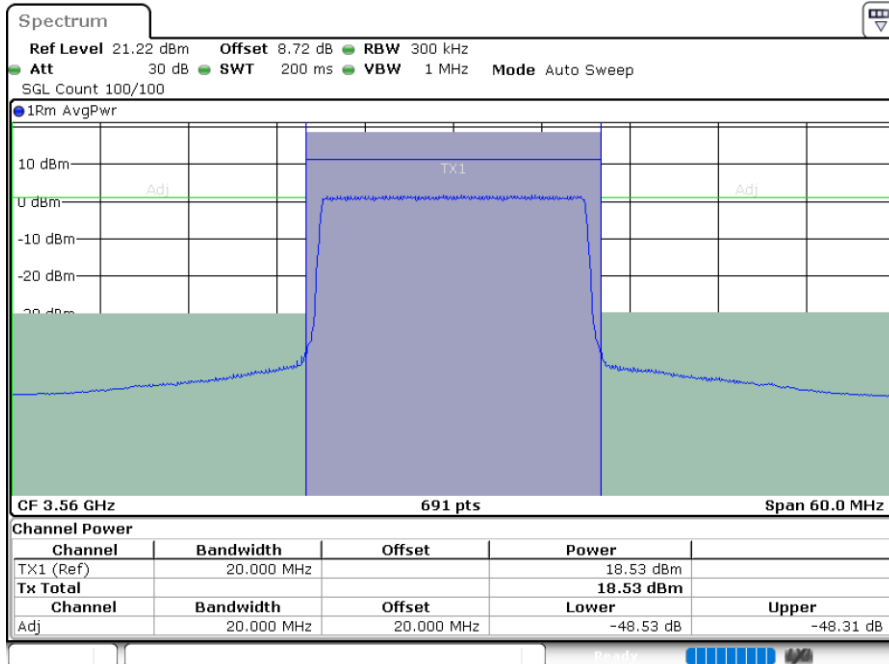 Spectrum
Ref Level 21.22 dBm Offset 8.72 dB RBW 300 kHz
Att 30 dB SWT 200 ms VBW 1 MHz Mode Auto Sweep
SGL Count 100/100
1Rm AvgPwr
10 dBm
TX1
Adj Adj
0 dBm
-10 dBm
-20 dBm
-30 dBm
CF 3.56 GHz 691 pts Span 60.0 MHz
Channel Power
Channel Bandwidth Offset Power
TX1 (Ref) 20.000 MHz 18.53 dBm
Tx Total 18.53 dBm
Channel Bandwidth Offset Lower Upper
Adj 20.000 MHz 20.000 MHz -48.53 dB -48.31 dB
Ready